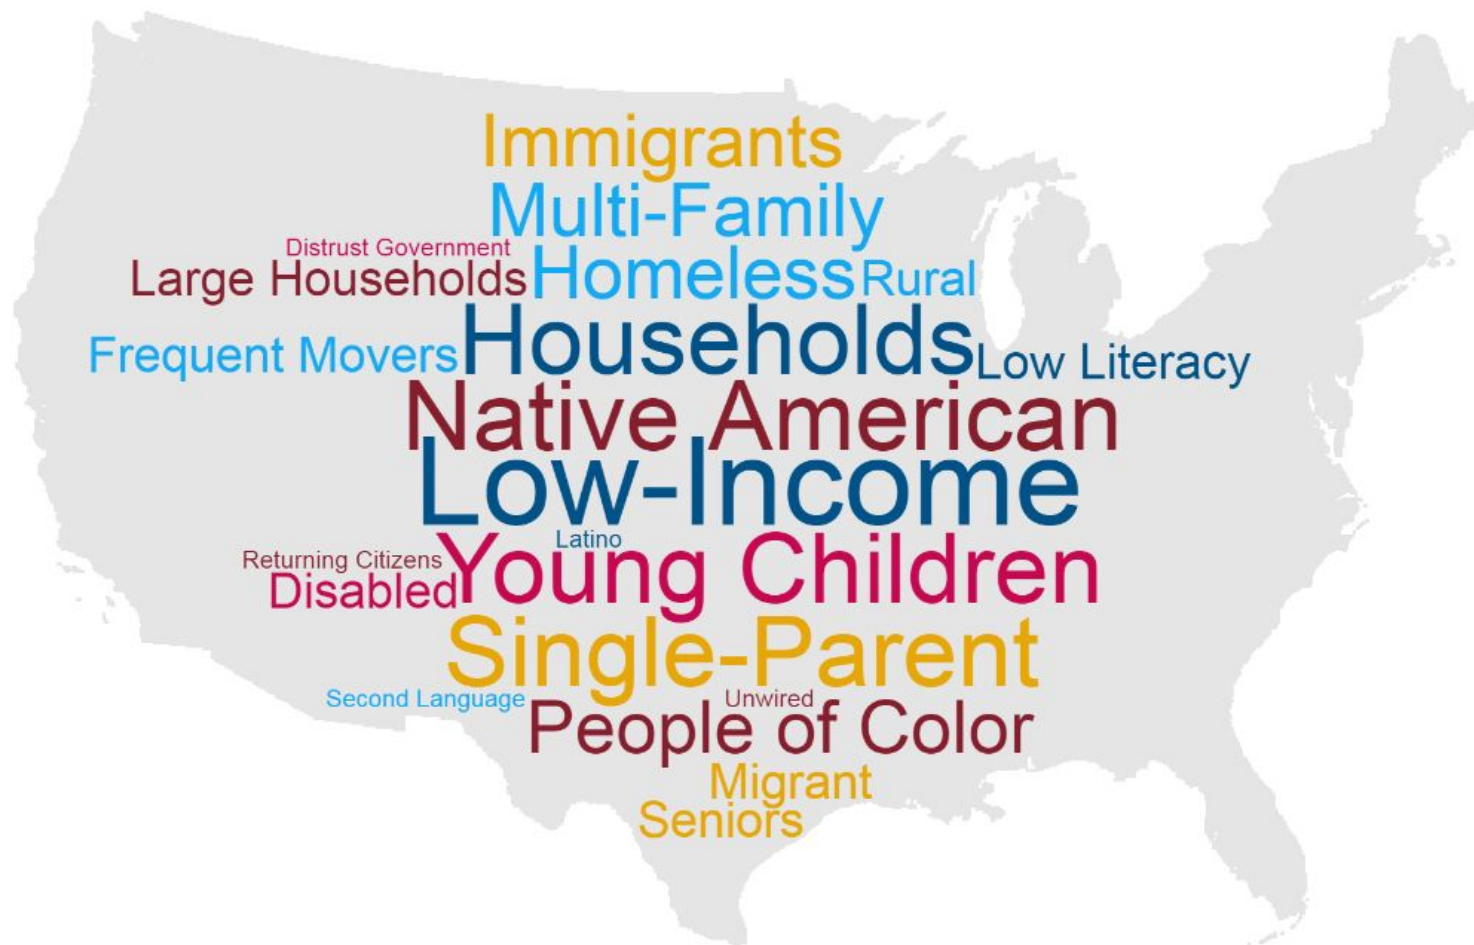 Immigrants
Multi-Family
Distrust Government
Large Households
Homeless
Rural
Frequent Movers
Households
Low Literacy
Native American
Low-Income
Latino
Returning Citizens
Young Children
Disabled
Single-Parent
Second Language
Unwired
People of Color
Migrant
Seniors